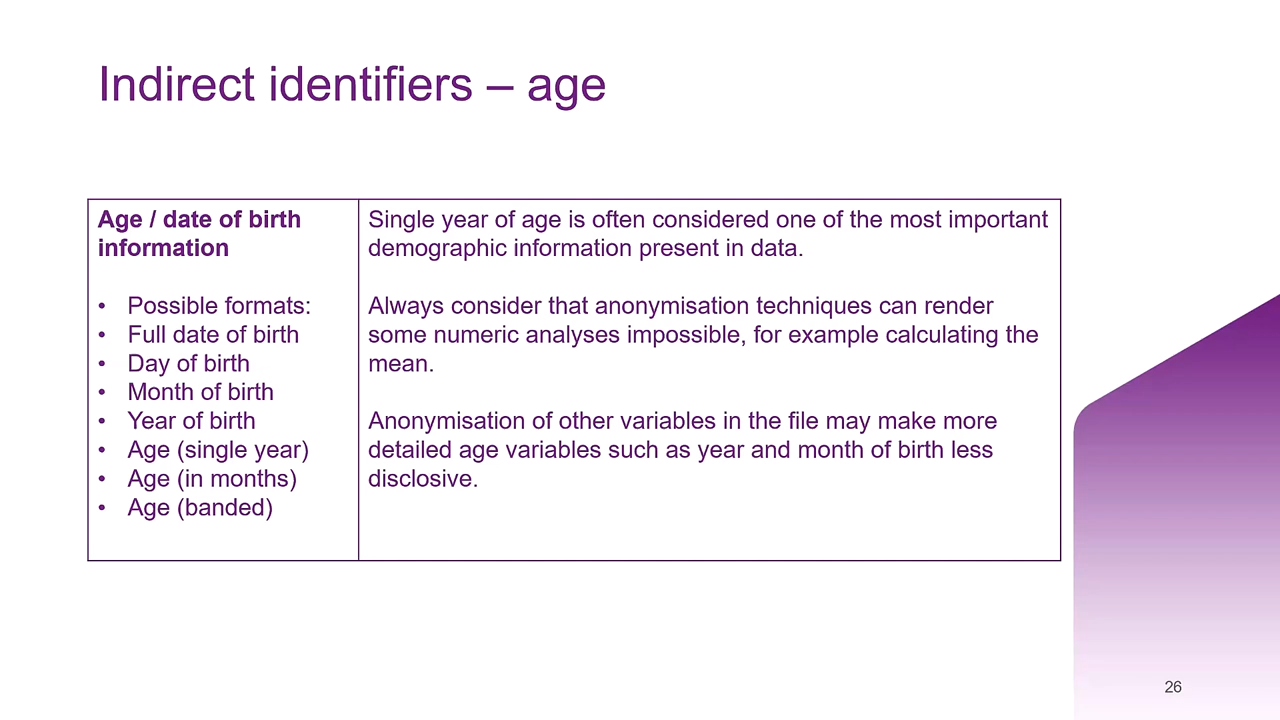 Indirect identifiers – age
Age / date of birth
information
• Possible formats:
• Full date of birth
• Day of birth
• Month of birth
• Year of birth
• Age (single year)
• Age (in months)
• Age (banded)
Single year of age is often considered one of the most important
demographic information present in data.
Always consider that anonymisation techniques can render
some numeric analyses impossible, for example calculating the
mean.
Anonymisation of other variables in the file may make more
detailed age variables such as year and month of birth less
disclosive.
26